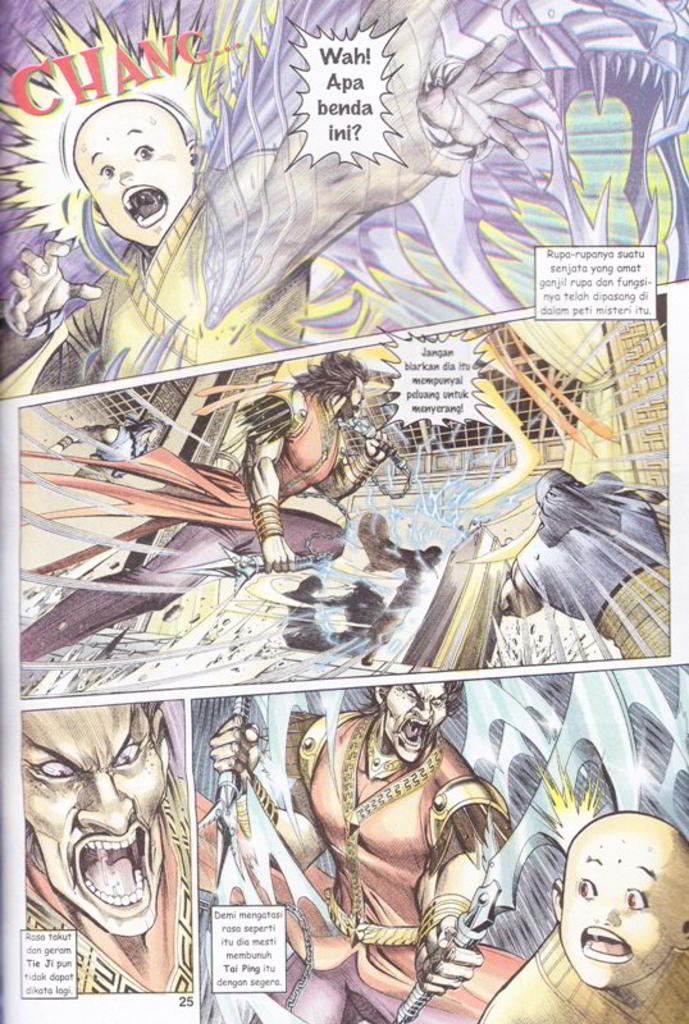 CHANG...
Wah!
Apa
benda
ini?
Rupa-rupanya suatu
senjata yang amat
ganjil rupa dan fungsi-
nya telah dipasang di
dalam peti misteri itu.
Jangan
biarkan dia itu
mempunyai
peluang untuk
menyerang!
Rasa takut
dan geram
Tie Ji pun
tidak dapat
dikata lagi.
Demi mengatasi
rasa seperti
itu dia mesti
membunuh
Tai Ping itu
dengan segera.
25